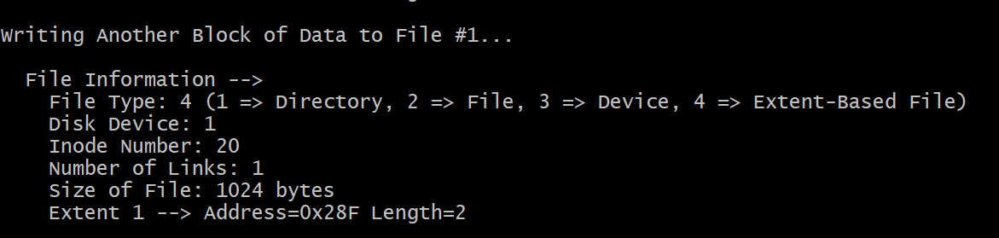 Writing Another Block of Data to File #1...
File Information -->
File Type: 4 (1 => Directory, 2 => File, 3 => Device, 4 => Extent-Based File)
Disk Device: 1
Inode Number: 20
Number of Links: 1
Size of File: 1024 bytes
Extent 1 --> Address=0x28F Length=2